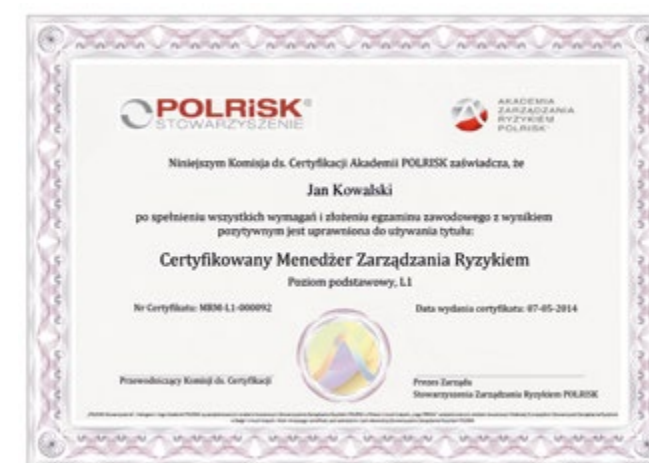 POLRiSK®
STOWARZYSZENIE
AKADEMIA
ZARZĄDZANIA
RYZYKIEM
POLRISK
Niniejszym Komisja ds. Certyfikacji Akademii POLRISK zaświadcza, że
Jan Kowalski
po spełnieniu wszystkich wymagań i złożeniu egzaminu zawodowego z wynikiem
pozytywnym jest uprawniona do używania tytułu:
Certyfikowany Menedżer Zarządzania Ryzykiem
Poziom podstawowy, L1
Nr Certyfikatu: MRM-L1-000092
Data wydania certyfikatu: 07-05-2014
Przewodniczący Komisji ds. Certyfikacji
Prezes Zarządu
Stowarzyszenia Zarządzania Ryzykiem POLRISK